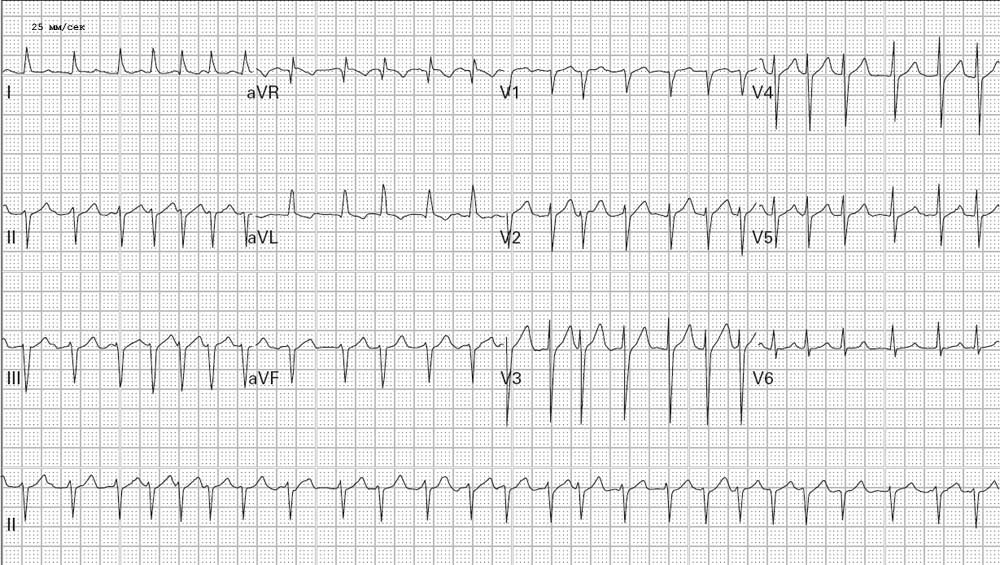 25 мм/сек
I aVR V1 V4
II aVL V2 V5
III aVF V3 V6
II